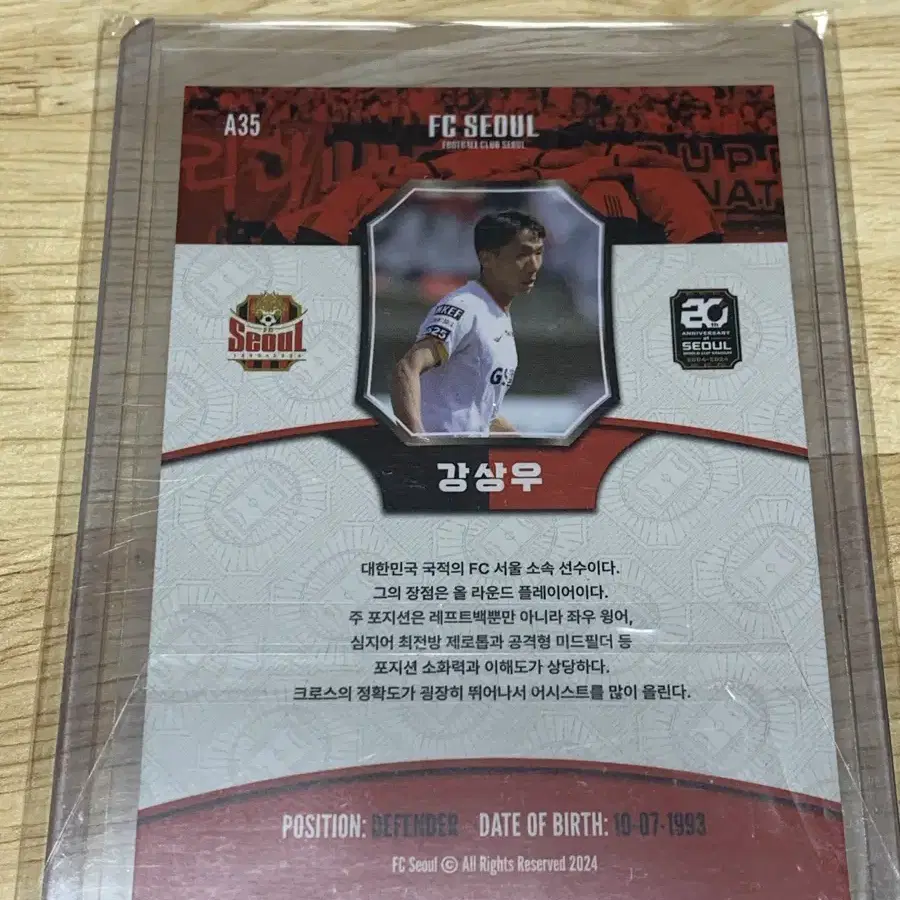 A35
FC SEOUL
FOOTBALL CLUB SEOUL
Seoul
20TH
ANNIVERSARY of
SEOUL
WORLD CUP STADIUM
2004-2024
강상우
대한민국 국적의 FC 서울 소속 선수이다.
그의 장점은 올 라운드 플레이어이다.
주 포지션은 레프트백뿐만 아니라 좌우 윙어,
심지어 최전방 제로톱과 공격형 미드필더 등
포지션 소화력과 이해도가 상당하다.
크로스의 정확도가 굉장히 뛰어나서 어시스트를 많이 올린다.
POSITION: DEFENDER DATE OF BIRTH: 10-07-1993
FC Seoul © All Rights Reserved 2024